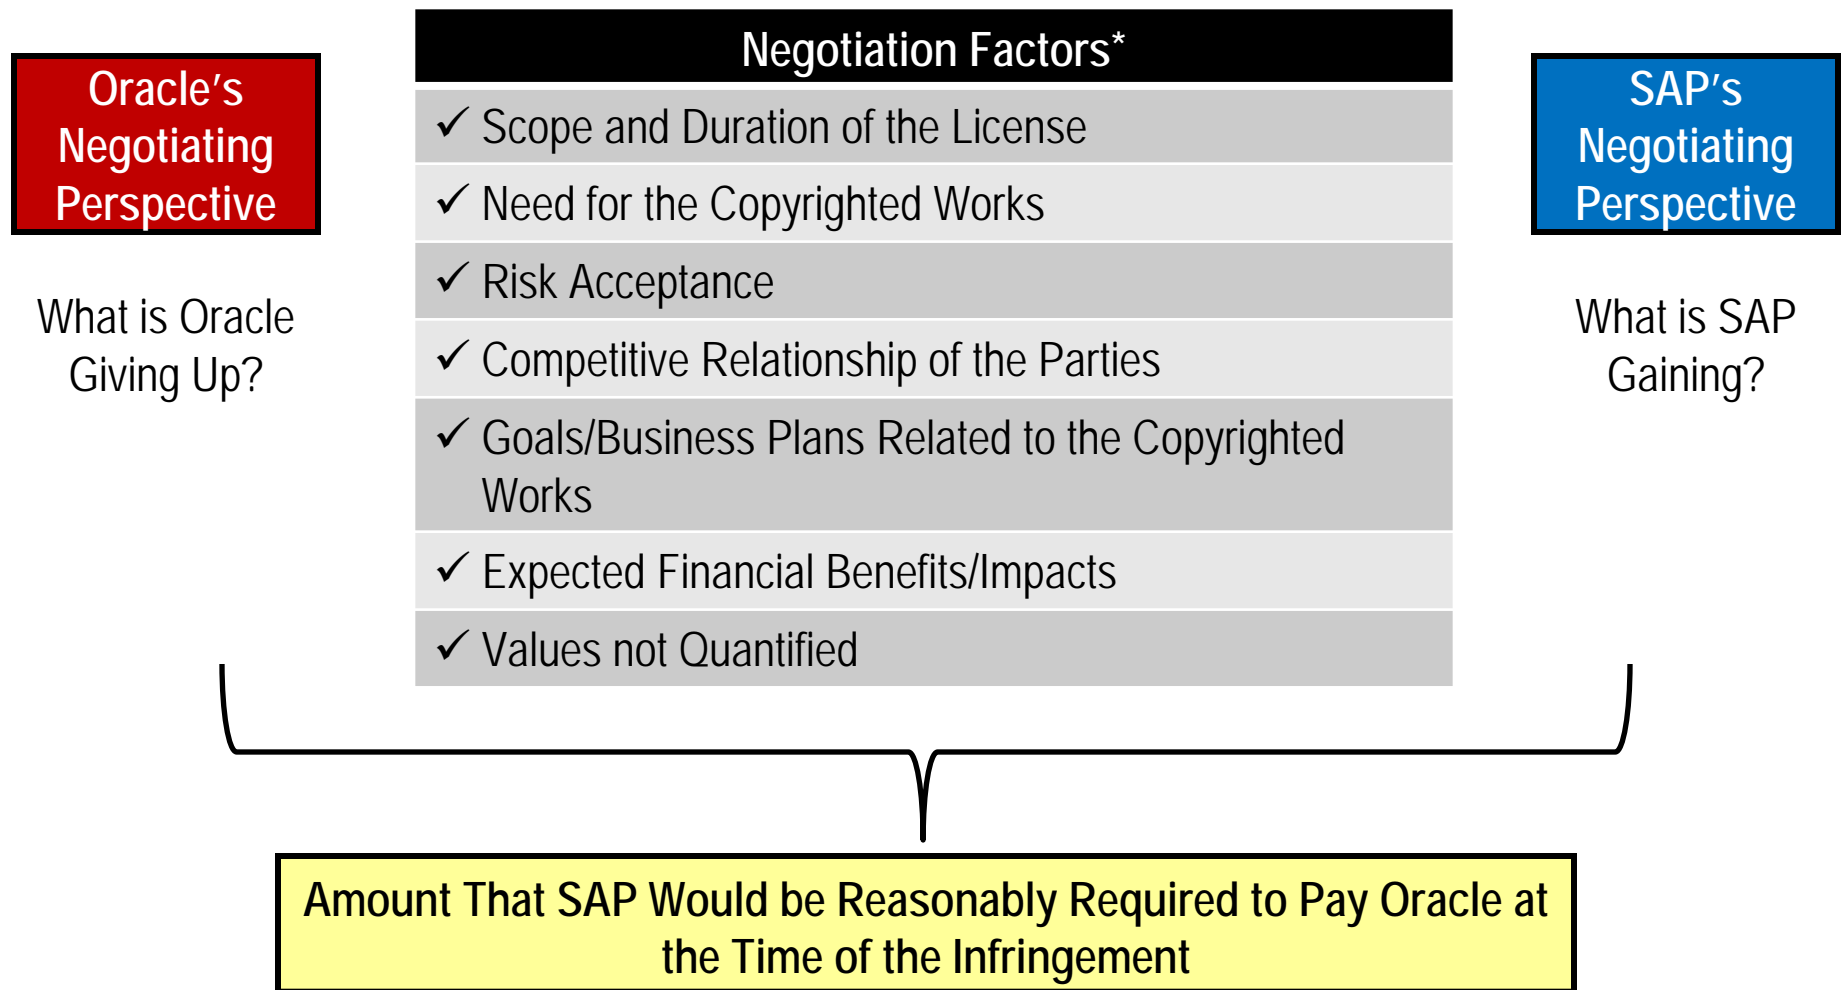 Negotiation Factors*
Oracle's
Negotiating
Perspective
What is Oracle
Giving Up?
✓ Scope and Duration of the License
✓ Need for the Copyrighted Works
✓ Risk Acceptance
✓ Competitive Relationship of the Parties
✓ Goals/Business Plans Related to the Copyrighted
Works
✓ Expected Financial Benefits/Impacts
✓ Values not Quantified
SAP's
Negotiating
Perspective
What is SAP
Gaining?
Amount That SAP Would be Reasonably Required to Pay Oracle at
the Time of the Infringement